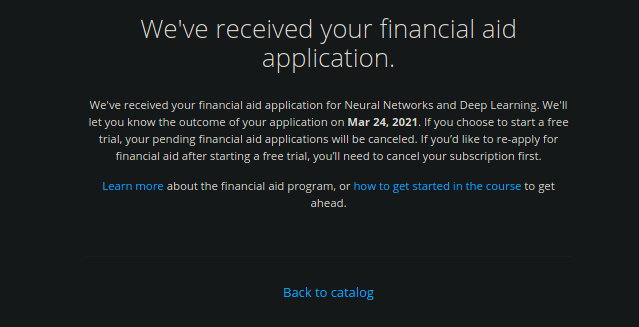 We've received your financial aid
application.
We've received your financial aid application for Neural Networks and Deep Learning. We'll
let you know the outcome of your application on Mar 24, 2021. If you choose to start a free
trial, your pending financial aid applications will be canceled. If you’d like to re-apply for
financial aid after starting a free trial, you’ll need to cancel your subscription first.
Learn more about the financial aid program, or how to get started in the course to get
ahead.
Back to catalog